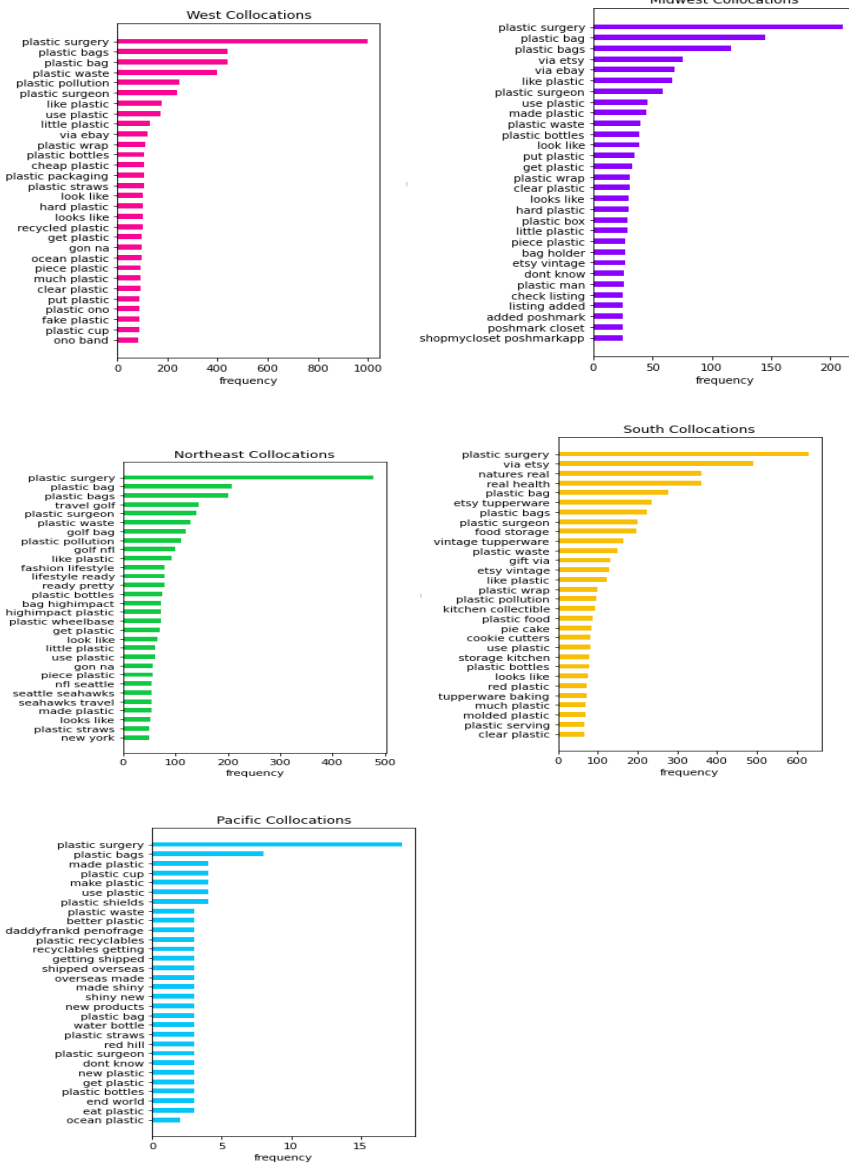 West Collocations
plastic surgery
plastic bags
plastic bag
plastic waste
plastic pollution
plastic surgeon
like plastic
use plastic
little plastic
via ebay
plastic wrap
plastic bottles
cheap plastic
plastic packaging
plastic straws
look like
hard plastic
looks like
recycled plastic
get plastic
gon na
ocean plastic
piece plastic
much plastic
clear plastic
put plastic
plastic ono
fake plastic
plastic cup
ono band
0 200 400 600 800 1000
frequency
Midwest Collocations
plastic surgery
plastic bag
plastic bags
via etsy
via ebay
like plastic
plastic surgeon
use plastic
made plastic
plastic waste
plastic bottles
look like
put plastic
get plastic
plastic wrap
clear plastic
looks like
hard plastic
plastic box
little plastic
piece plastic
bag holder
etsy vintage
dont know
plastic man
check listing
listing added
added poshmark
poshmark closet
shopmycloset poshmarkapp
0 50 100 150 200
frequency
Northeast Collocations
plastic surgery
plastic bag
plastic bags
travel golf
plastic surgeon
plastic waste
golf bag
plastic pollution
golf nfl
like plastic
fashion lifestyle
lifestyle ready
ready pretty
plastic bottles
bag highimpact
highimpact plastic
plastic wheelbase
get plastic
look like
little plastic
use plastic
gon na
piece plastic
nfl seattle
seattle seahawks
seahawks travel
made plastic
looks like
plastic straws
new york
0 100 200 300 400 500
frequency
South Collocations
plastic surgery
via etsy
natures real
real health
plastic bag
etsy tupperware
plastic bags
plastic surgeon
food storage
vintage tupperware
plastic waste
gift via
etsy vintage
like plastic
plastic wrap
plastic pollution
kitchen collectible
plastic food
pie cake
cookie cutters
use plastic
storage kitchen
plastic bottles
looks like
red plastic
tupperware baking
much plastic
molded plastic
plastic serving
clear plastic
0 100 200 300 400 500 600
frequency
Pacific Collocations
plastic surgery
plastic bags
made plastic
plastic cup
make plastic
use plastic
plastic shields
plastic waste
better plastic
daddyfrankd penofrage
plastic recyclables
recyclables getting
getting shipped
shipped overseas
overseas made
made shiny
shiny new
new products
plastic bag
water bottle
plastic straws
red hill
plastic surgeon
dont know
new plastic
get plastic
plastic bottles
end world
eat plastic
ocean plastic
0 5 10 15
frequency